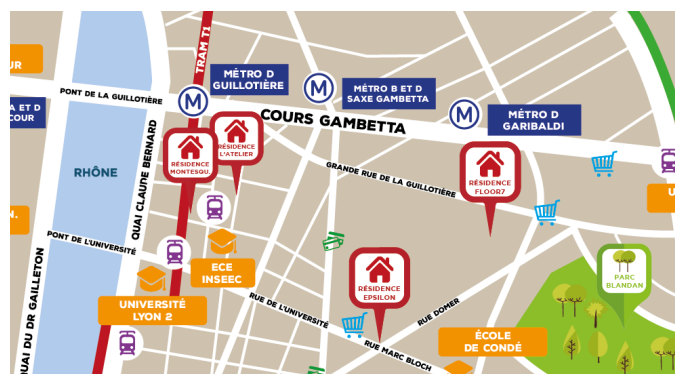 TRAM T1
UR
MÉTRO D
GUILLOTIÈRE
MÉTRO B ET D
SAXE GAMBETTA
PONT DE LA GUILLOTIÈRE
M
M
M
A ET D
COUR
COURS GAMBETTA
MÉTRO D
GARIBALDI
RÉSIDENCE
L'ATELIER
RÉSIDENCE
MONTESQU.
RHÔNE
QUAI CLAUDE BERNARD
GRANDE RUE DE LA GUILLOTIÈRE
RÉSIDENCE
FLOOR7
U
N.
PONT DE L'UNIVERSITÉ
ECE
INSEEC
RÉSIDENCE
EPSILON
PARC
BLANDAN
UNIVERSITÉ
LYON 2
RUE DE L'UNIVERSITÉ
RUE DOMER
QUAI DU DR GAILLETON
RUE MARC BLOCH
ÉCOLE
DE CONDÉ